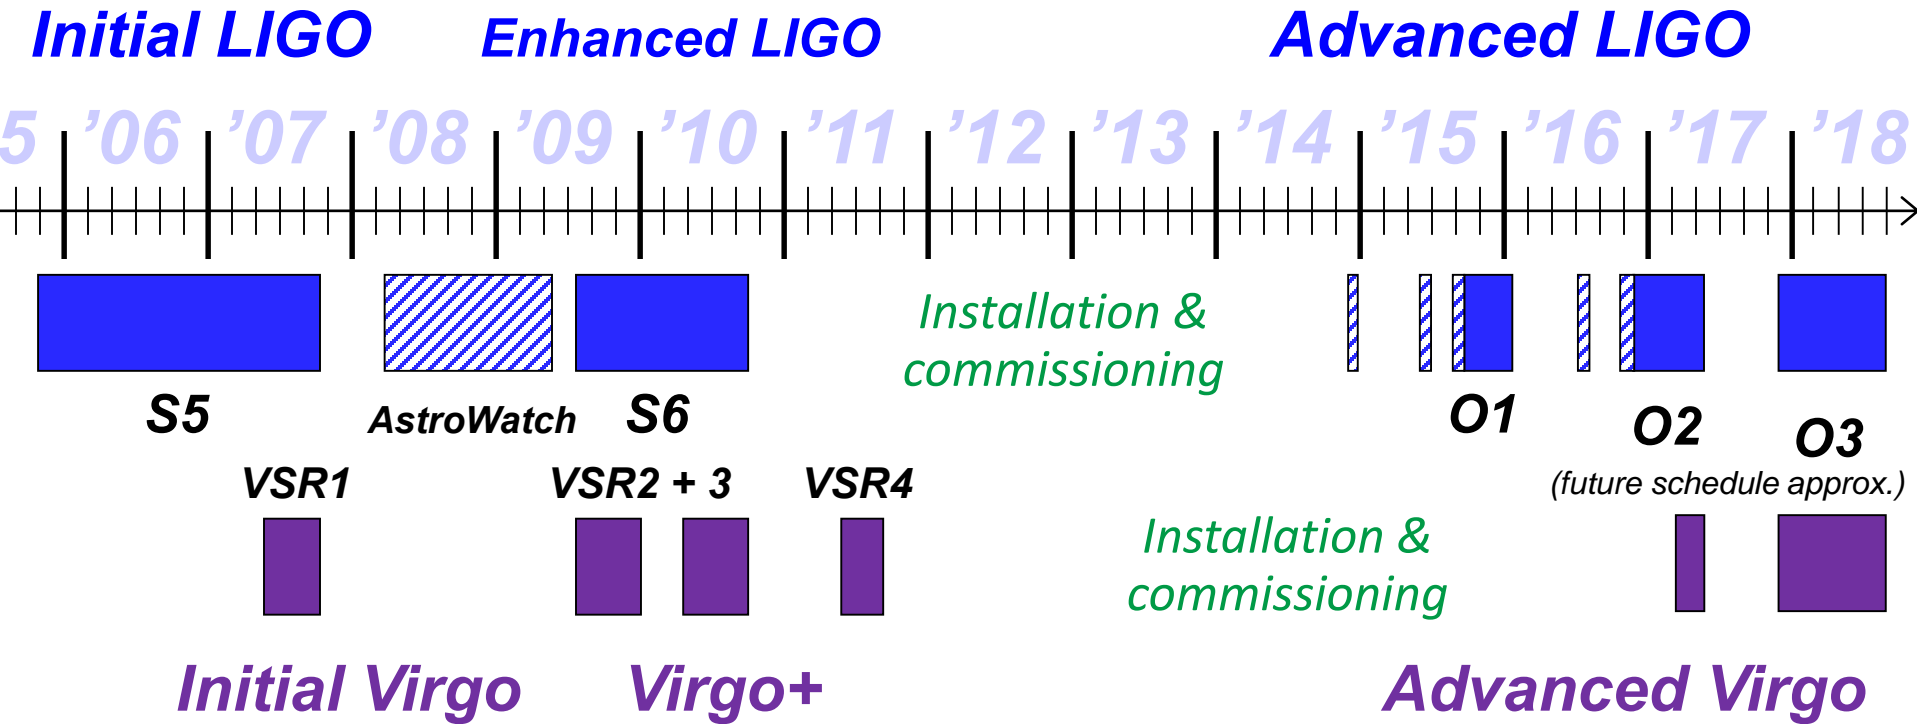 Initial LIGO Enhanced LIGO Advanced LIGO
5 ’06 ’07 ’08 ’09 ’10 ’11 ’12 ’13 ’14 ’15 ’16 ’17 ’18
Installation &
commissioning
S5 AstroWatch S6 O1 O2 O3
VSR1 VSR2 + 3 VSR4 (future schedule approx.)
Installation &
commissioning
Initial Virgo Virgo+ Advanced Virgo